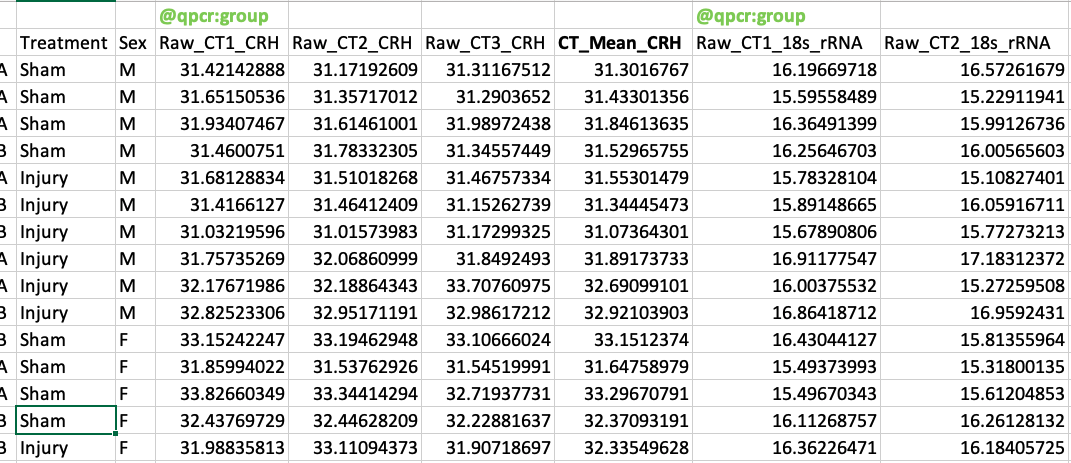 @qpcr:group @qpcr:group
Treatment Sex Raw_CT1_CRH Raw_CT2_CRH Raw_CT3_CRH CT_Mean_CRH Raw_CT1_18s_rRNA Raw_CT2_18s_rRNA
A Sham M 31.42142888 31.17192609 31.31167512 31.3016767 16.19669718 16.57261679
A Sham M 31.65150536 31.35717012 31.2903652 31.43301356 15.59558489 15.22911941
A Sham M 31.93407467 31.61461001 31.98972438 31.84613635 16.36491399 15.99126736
B Sham M 31.4600751 31.78332305 31.34557449 31.52965755 16.25646703 16.00565603
A Injury M 31.68128834 31.51018268 31.46757334 31.55301479 15.78328104 15.10827401
B Injury M 31.4166127 31.46412409 31.15262739 31.34445473 15.89148665 16.05916711
B Injury M 31.03219596 31.01573983 31.17299325 31.07364301 15.67890806 15.77273213
A Injury M 31.75735269 32.06860999 31.8492493 31.89173733 16.91177547 17.18312372
A Injury M 32.17671986 32.18864343 33.70760975 32.69099101 16.00375532 15.27259508
B Injury M 32.82523306 32.95171191 32.98617212 32.92103903 16.86418712 16.9592431
B Sham F 33.15242247 33.19462948 33.10666024 33.1512374 16.43044127 15.81355964
A Sham F 31.85994022 31.53762926 31.54519991 31.64758979 15.49373993 15.31800135
A Sham F 33.82660349 33.34414294 32.71937731 33.29670791 15.49670343 15.61204853
B Sham F 32.43769729 32.44628209 32.22881637 32.37093191 16.11268757 16.26128132
B Injury F 31.98835813 33.11094373 31.90718697 32.33549628 16.36226471 16.18405725